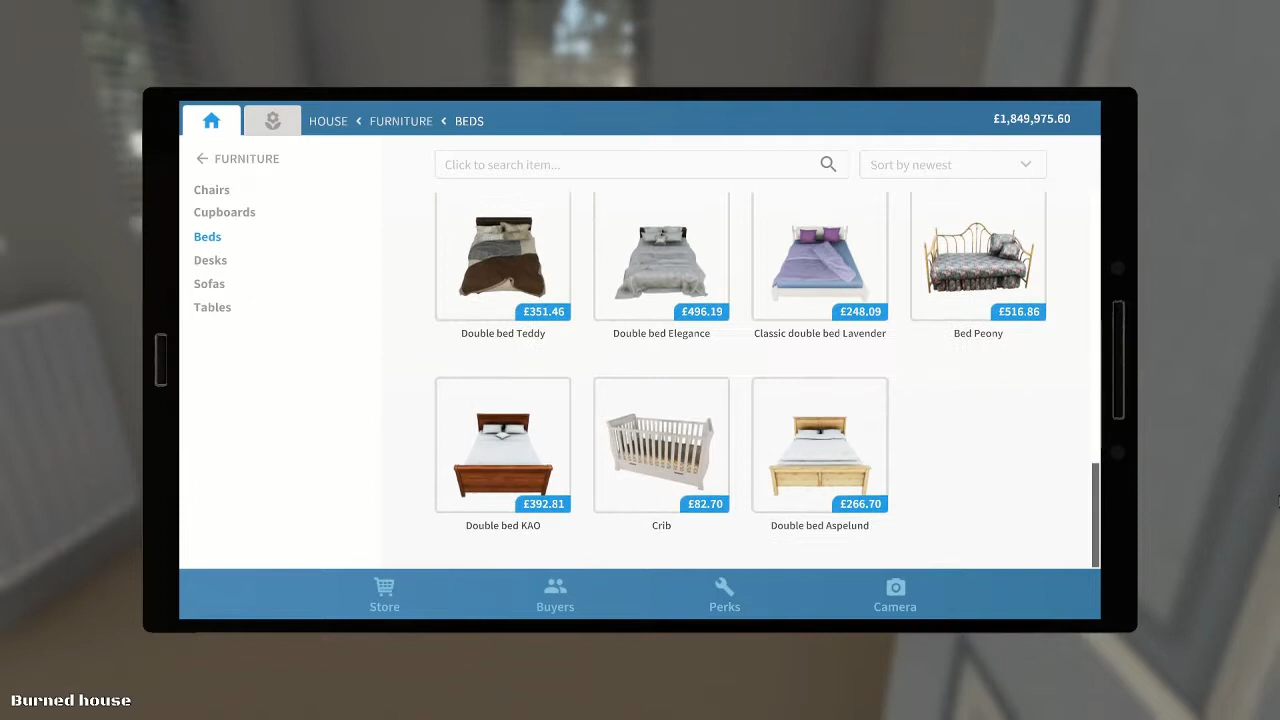 HOUSE < FURNITURE < BEDS
£1,849,975.60
FURNITURE
Chairs
Cupboards
Beds
Desks
Sofas
Tables
Click to search item...
Sort by newest
£351.46
£496.19
£248.09
£516.86
Double bed Teddy
Double bed Elegance
Classic double bed Lavender
Bed Peony
£392.81
£82.70
£266.70
Double bed KAO
Crib
Double bed Aspelund
Store
Buyers
Perks
Camera
Burned house